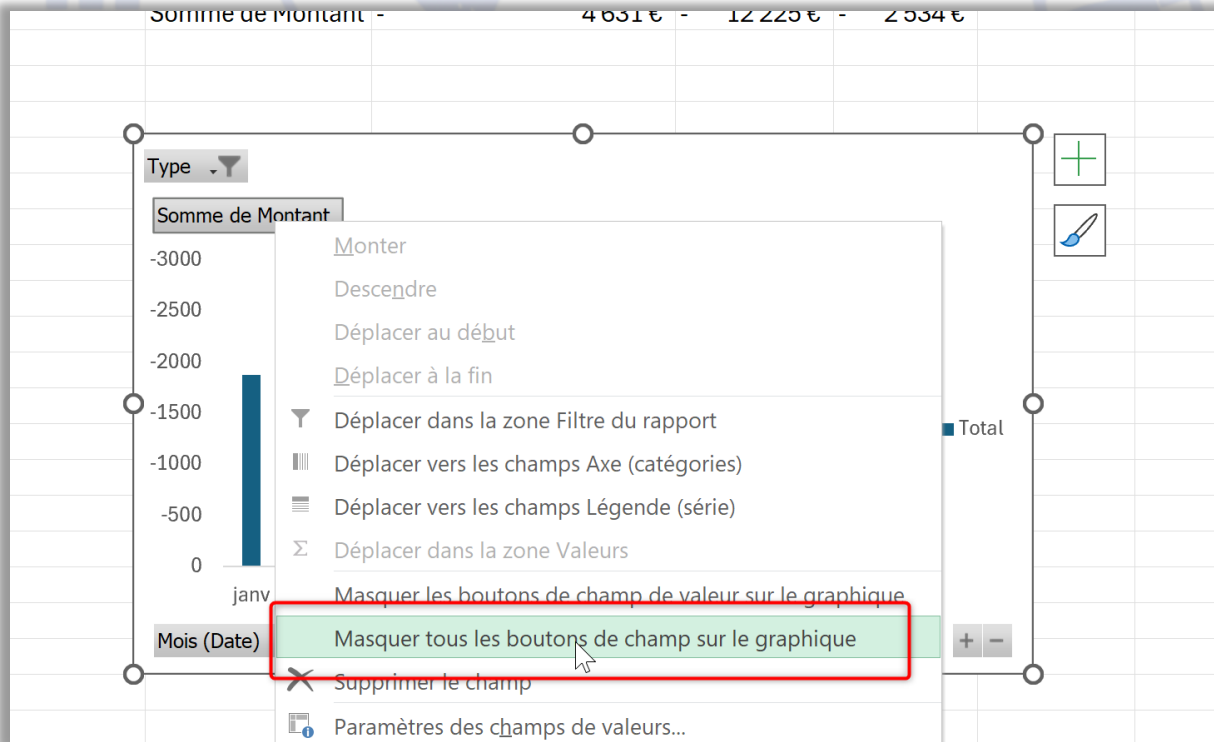 Somme de Montant - 4 631 € - 12 225 € - 2 534 €
Type
Somme de Montant
Monter
-3000
Descendre
-2500
Déplacer au début
-2000
Déplacer à la fin
-1500
Déplacer dans la zone Filtre du rapport
Total
-1000
Déplacer vers les champs Axe (catégories)
-500
Déplacer vers les champs Légende (série)
0
Σ Déplacer dans la zone Valeurs
janv
Masquer les boutons de champ de valeur sur le graphique
Mois (Date)
Masquer tous les boutons de champ sur le graphique
+ −
Supprimer le champ
Paramètres des champs de valeurs...